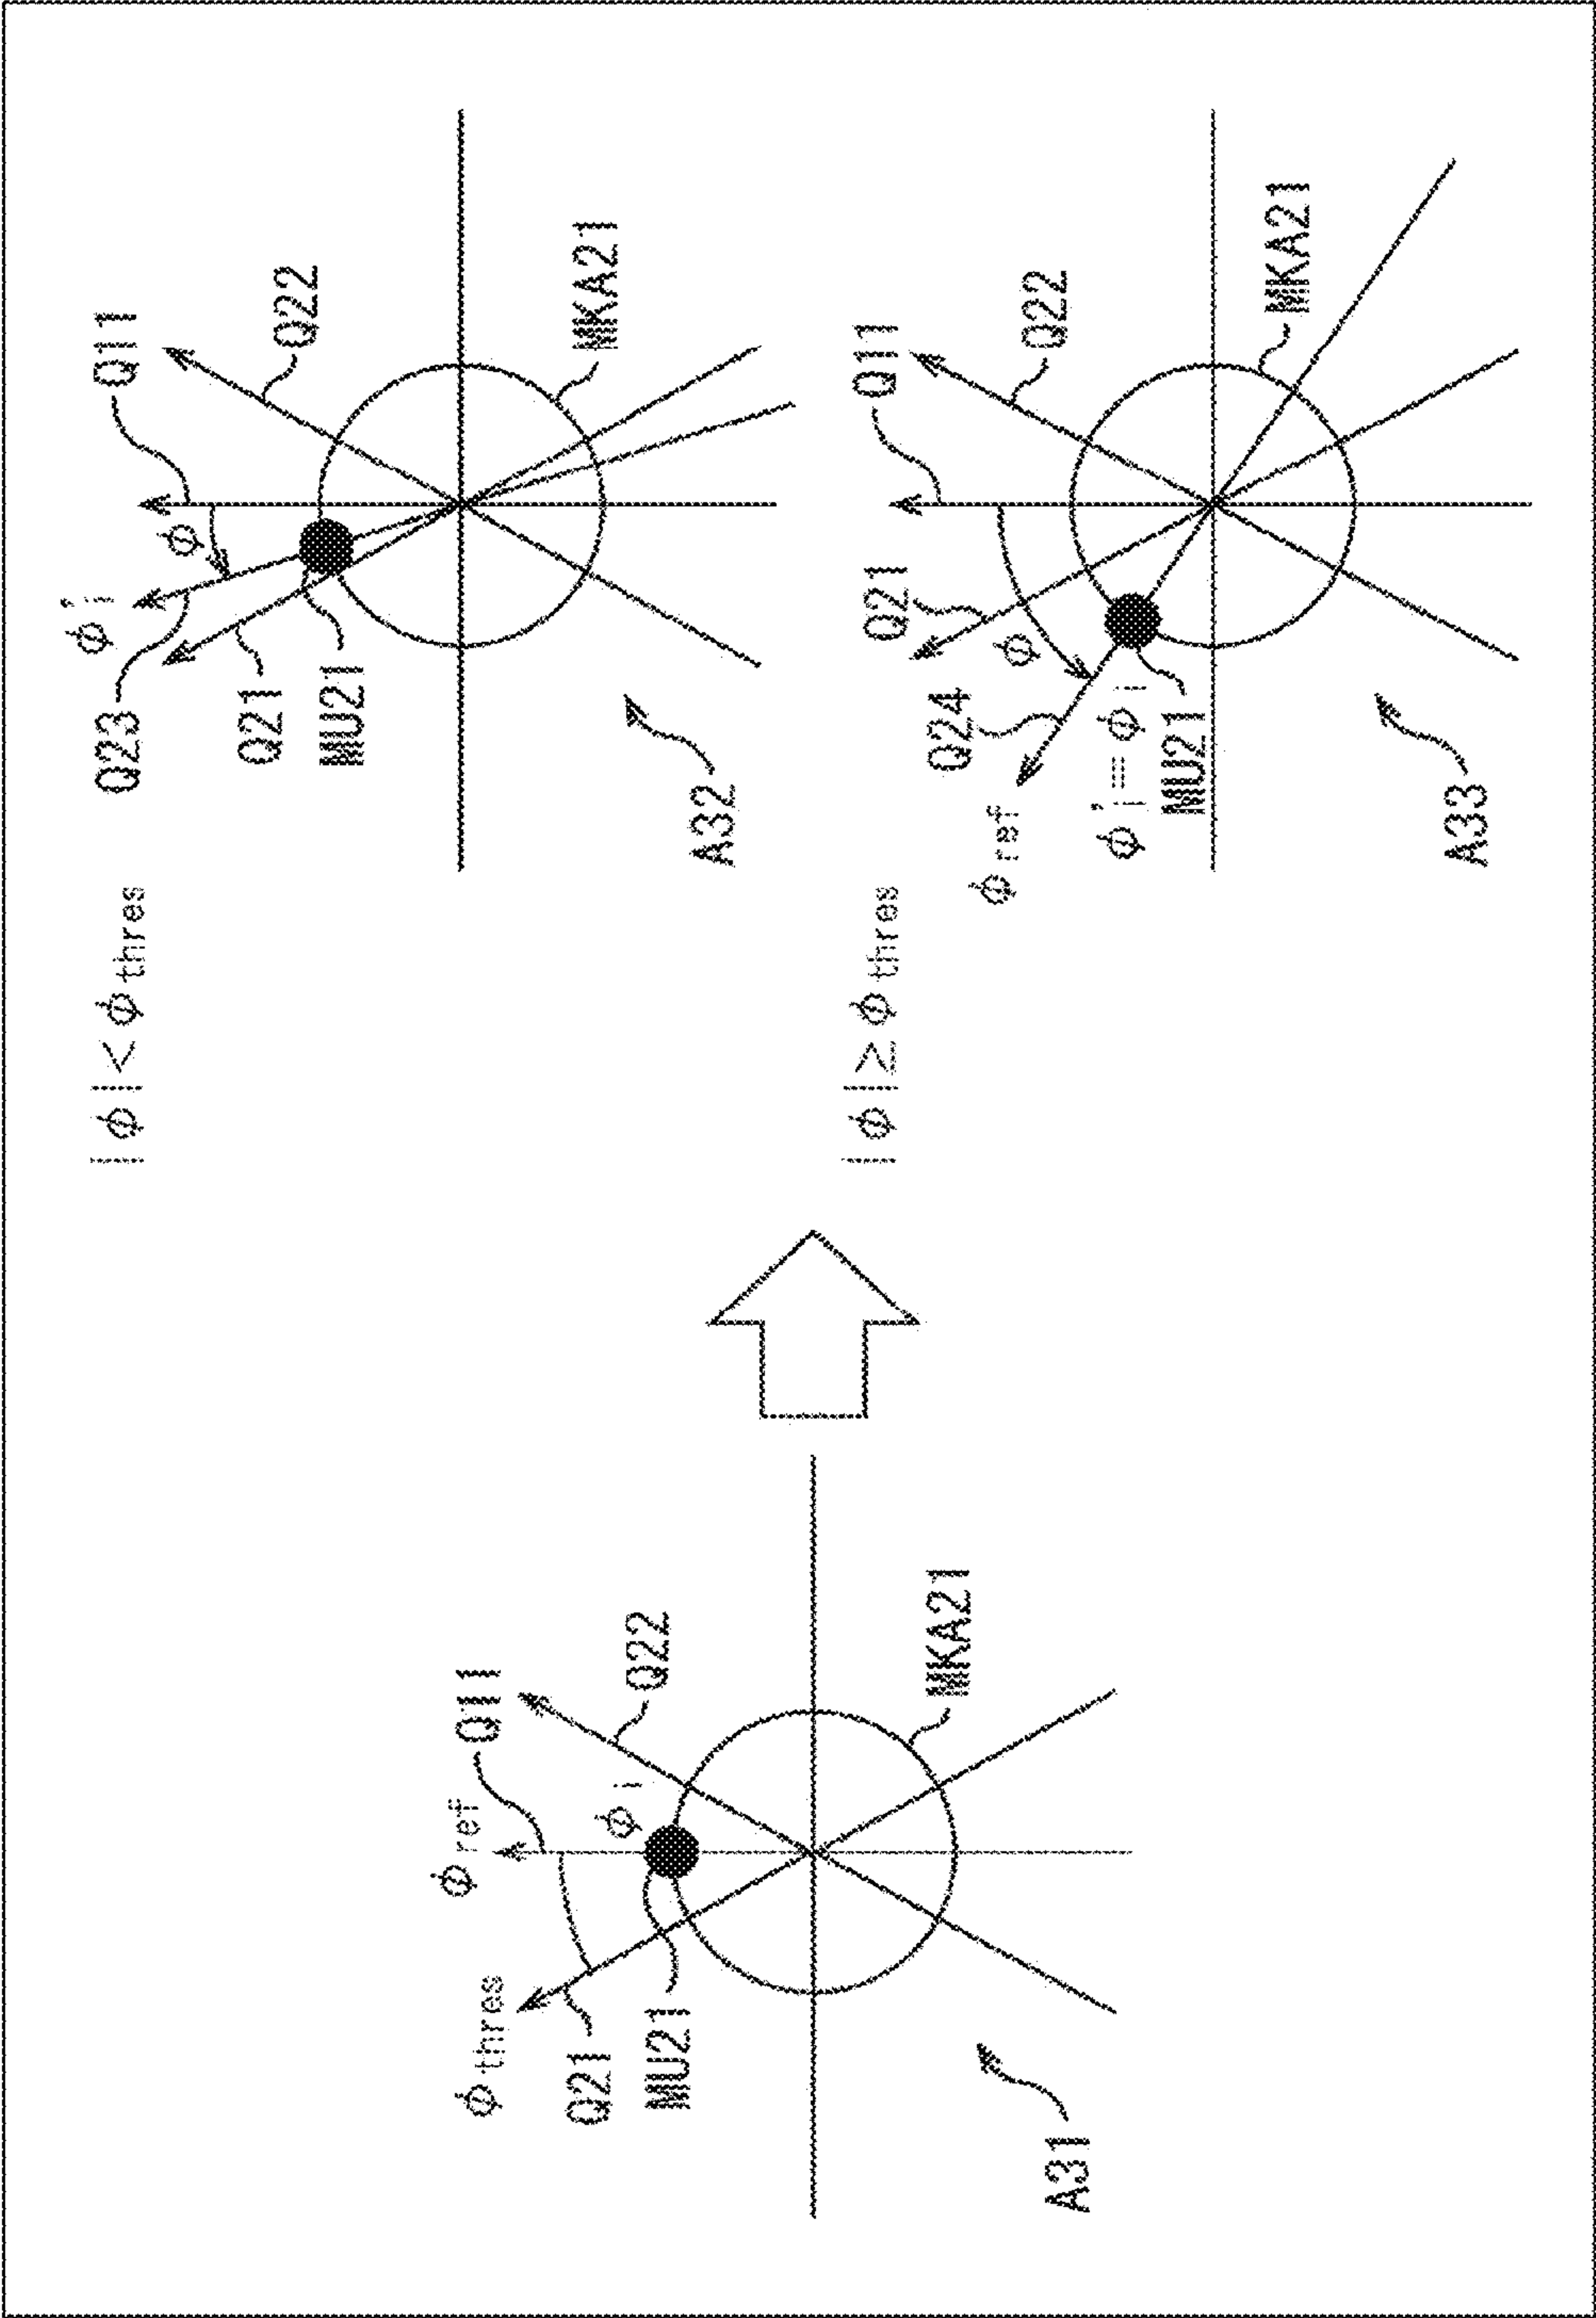 ϕ ref
Q11
ϕ thres
Q21
Q22
ϕ i
MU21
MKA21
A31
|ϕ|<ϕ thres
ϕ'i
Q11
Q23
ϕ
Q22
Q21
MU21
MKA21
A32
|ϕ|≥ϕ thres
Q11
Q21
Q22
Q24
ϕ
ϕ ref
ϕ'i=ϕ i
MU21
MKA21
A33